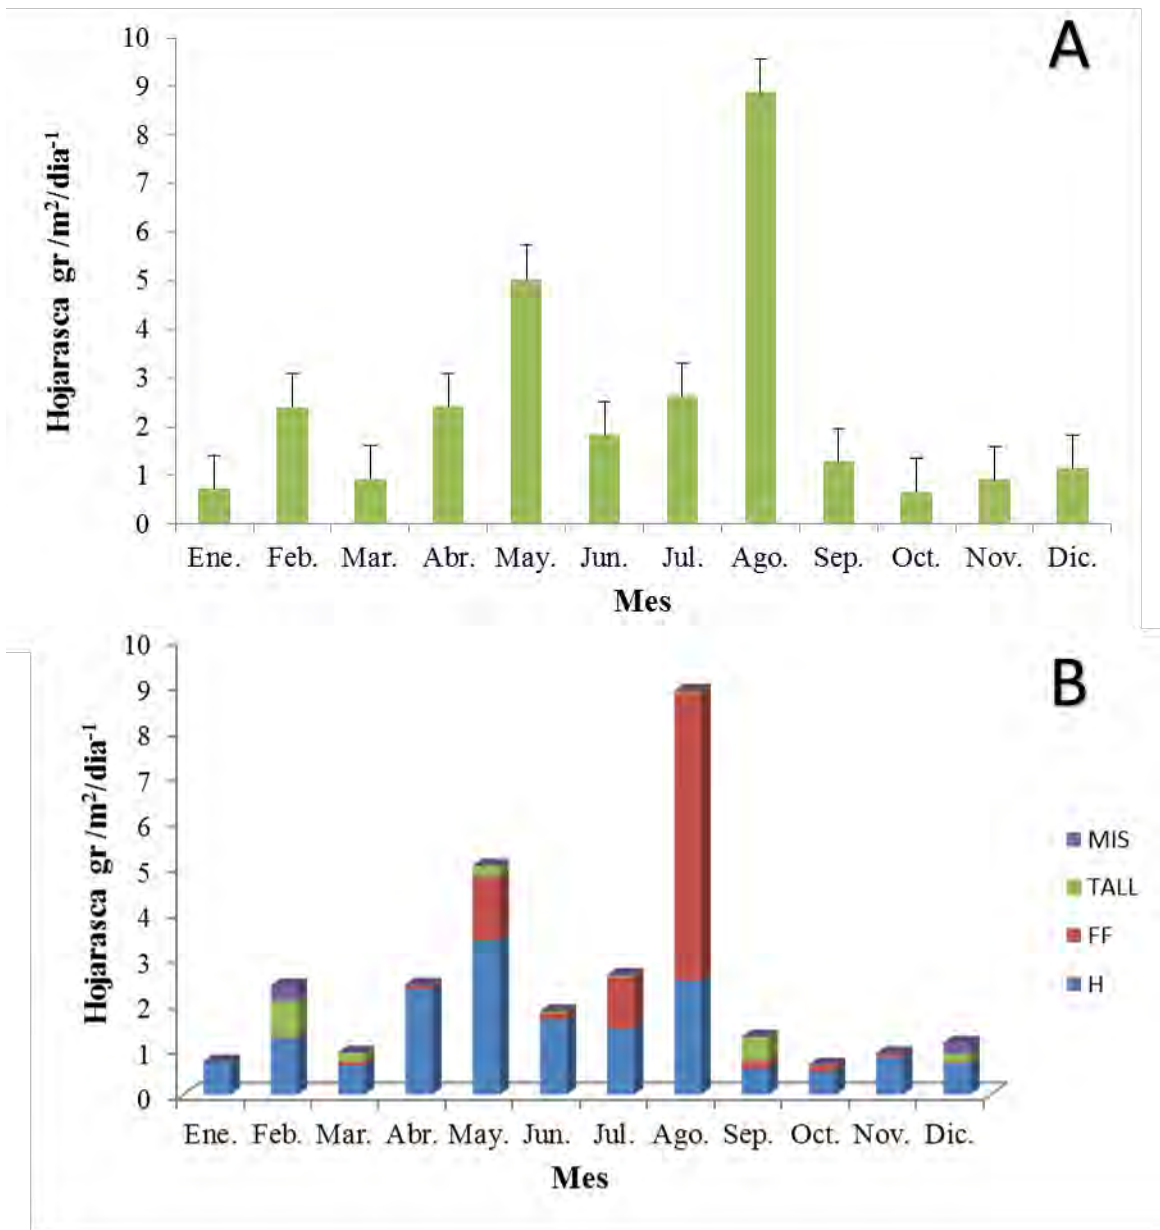 A
10
9
8
7
6
5
4
3
2
1
0
Hojarasca gr /m²/dia⁻¹
Ene. Feb. Mar. Abr. May. Jun. Jul. Ago. Sep. Oct. Nov. Dic.
Mes
B
10
9
8
7
6
5
4
3
2
1
0
Hojarasca gr /m²/dia⁻¹
MIS
TALL
FF
H
Ene. Feb. Mar. Abr. May. Jun. Jul. Ago. Sep. Oct. Nov. Dic.
Mes